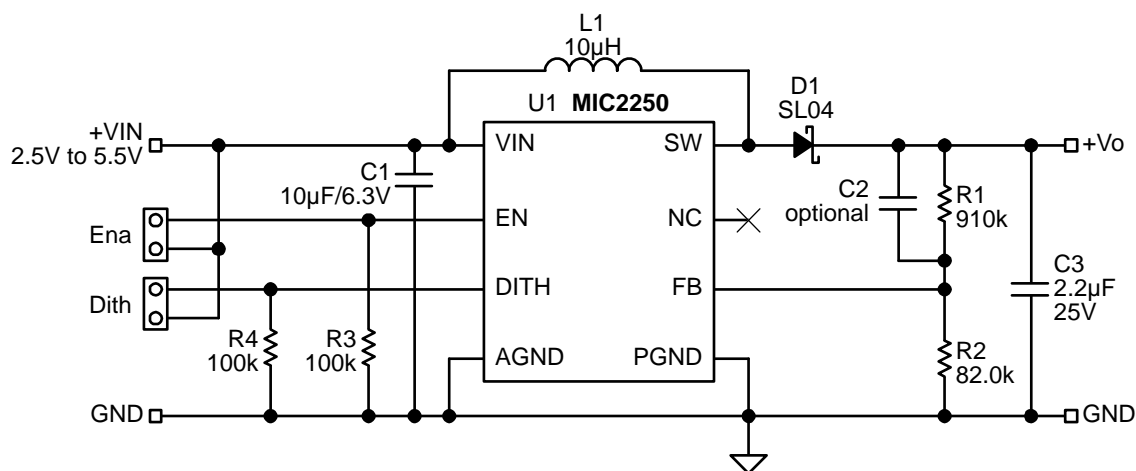 L1
10µH
U1 MIC2250
D1
SL04
+VIN
2.5V to 5.5V
VIN
SW
+Vo
C1
10µF/6.3V
C2
optional
R1
910k
Ena
EN
NC
Dith
DITH
FB
C3
2.2µF
25V
R4
100k
R3
100k
AGND
PGND
R2
82.0k
GND
GND